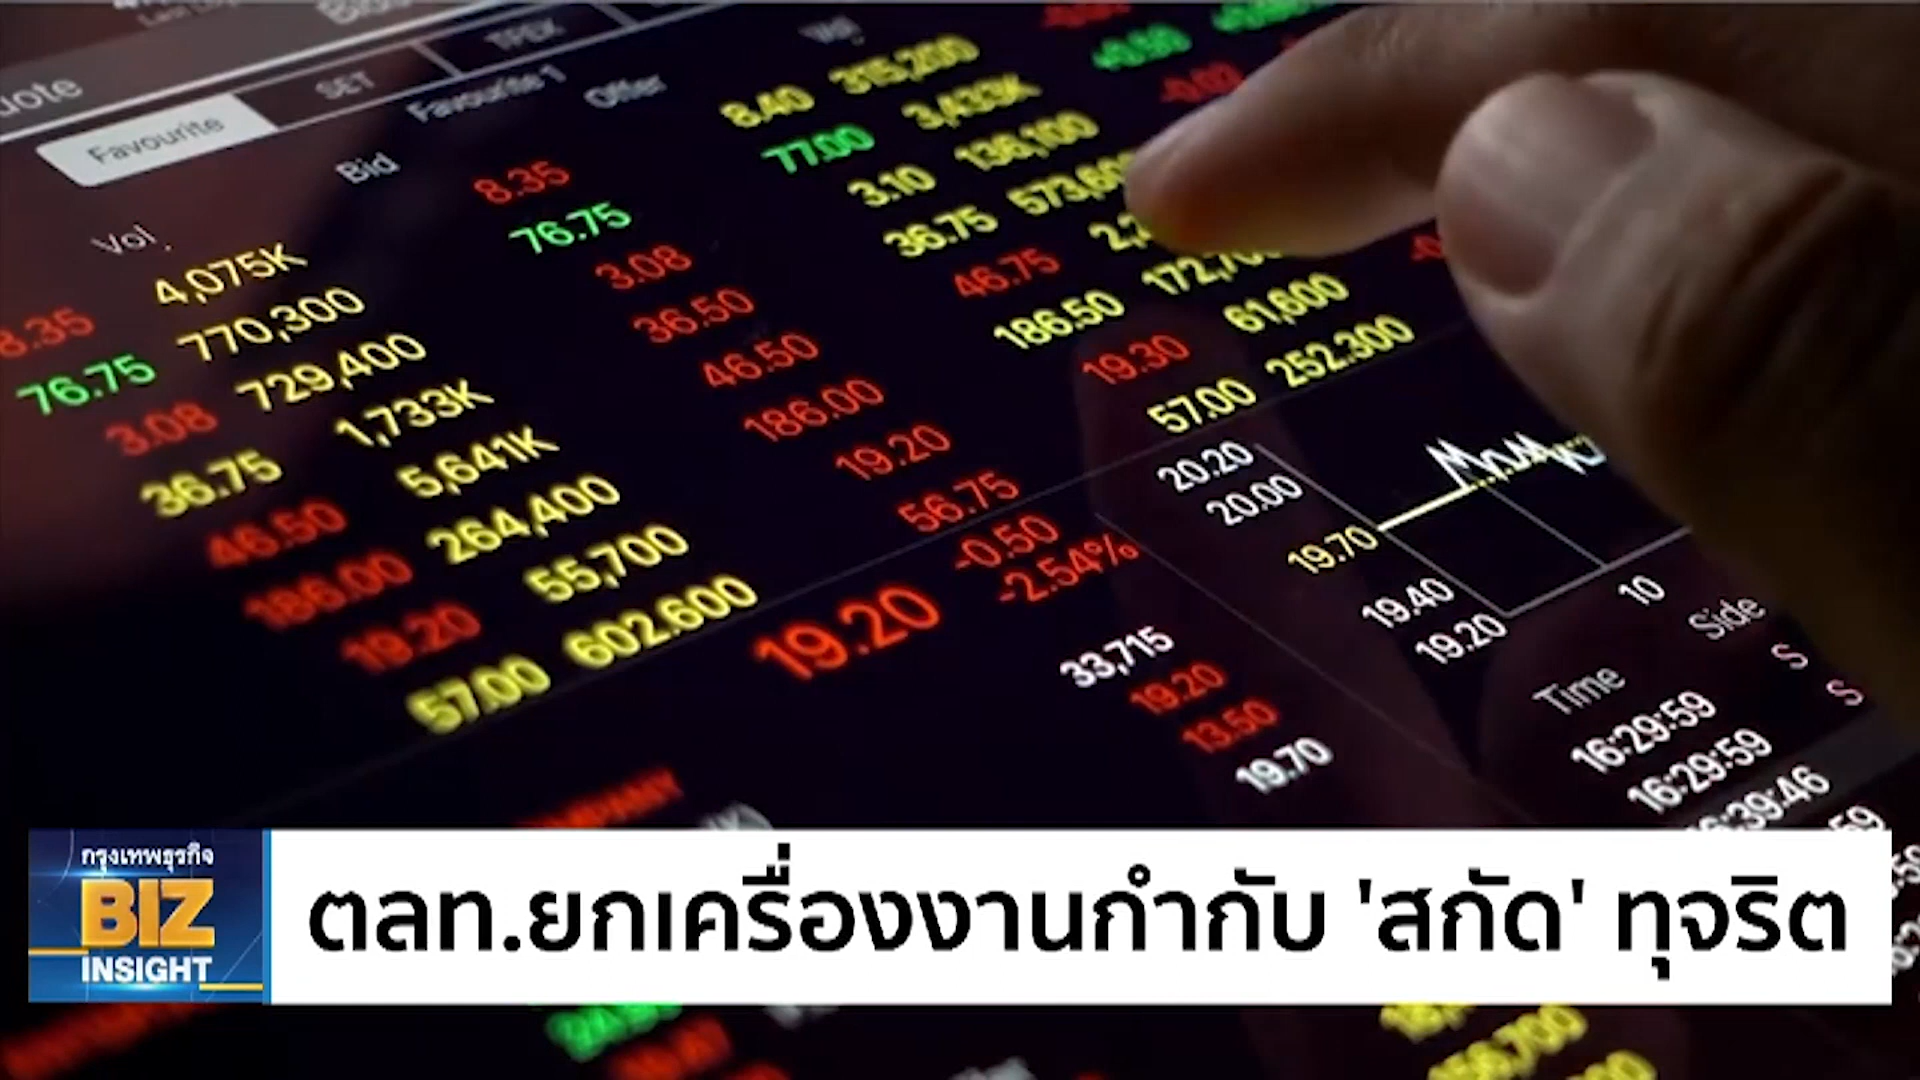 uote
Favourite
SET
Favourite 1
Vol.
Bid
Offer
Vol.
8.35 4,075K 8.35 8.40 315,200
76.75 770,300 76.75 77.00 3,433K
3.08 729,400 3.08 3.10 136,100
36.75 1,733K 36.50 36.75
46.50 5,641K 46.50 46.75
186.00 264,400 186.00 186.50
19.20 55,700 19.20 19.30 61,600
57.00 602,600 56.75 57.00 252,300
19.20
-0.50
-2.54%
33,715
19.20
13.50
19.70
20.20
20.00
19.70
19.40
19.20
10
Time Side
16:29:59 S
16:29:59 S
กรุงเทพธุรกิจ
BIZ
INSIGHT
ตลท.ยกเครื่องงานกำกับ 'สกัด' ทุจริต